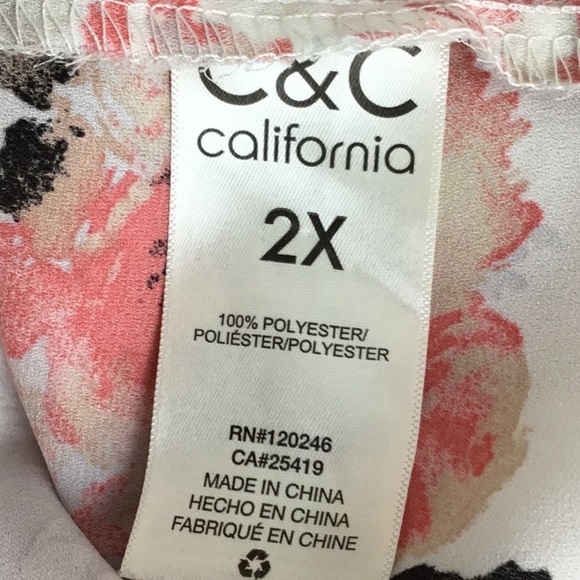 C&C
california
2X
100% POLYESTER/
POLIÉSTER/POLYESTER
RN#120246
CA#25419
MADE IN CHINA
HECHO EN CHINA
FABRIQUÉ EN CHINE